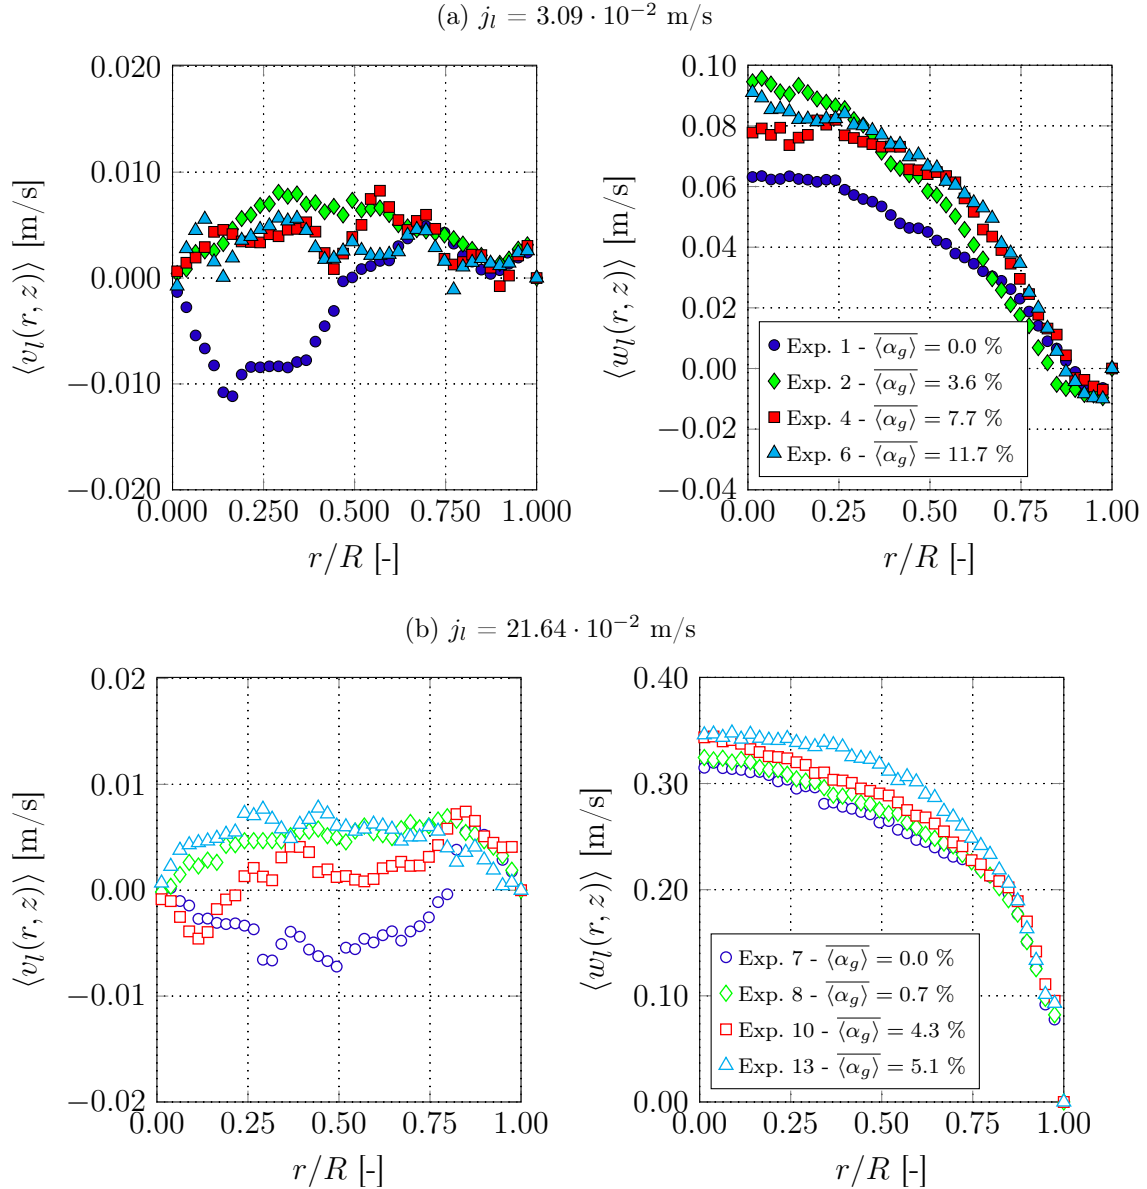 (a) j_l = 3.09 · 10⁻² m/s
⟨v_l(r, z)⟩ [m/s]
0.020
0.010
0.000
−0.010
−0.020
0.000 0.250 0.500 0.750 1.000
r/R [-]
⟨w_l(r, z)⟩ [m/s]
0.10
0.08
0.06
0.04
0.02
0.00
−0.02
−0.04
0.00 0.25 0.50 0.75 1.00
r/R [-]
Exp. 1 - ⟨α_g⟩ = 0.0 %
Exp. 2 - ⟨α_g⟩ = 3.6 %
Exp. 4 - ⟨α_g⟩ = 7.7 %
Exp. 6 - ⟨α_g⟩ = 11.7 %
(b) j_l = 21.64 · 10⁻² m/s
⟨v_l(r, z)⟩ [m/s]
0.02
0.01
0.00
−0.01
−0.02
0.00 0.25 0.50 0.75 1.00
r/R [-]
⟨w_l(r, z)⟩ [m/s]
0.40
0.30
0.20
0.10
0.00
0.00 0.25 0.50 0.75 1.00
r/R [-]
Exp. 7 - ⟨α_g⟩ = 0.0 %
Exp. 8 - ⟨α_g⟩ = 0.7 %
Exp. 10 - ⟨α_g⟩ = 4.3 %
Exp. 13 - ⟨α_g⟩ = 5.1 %